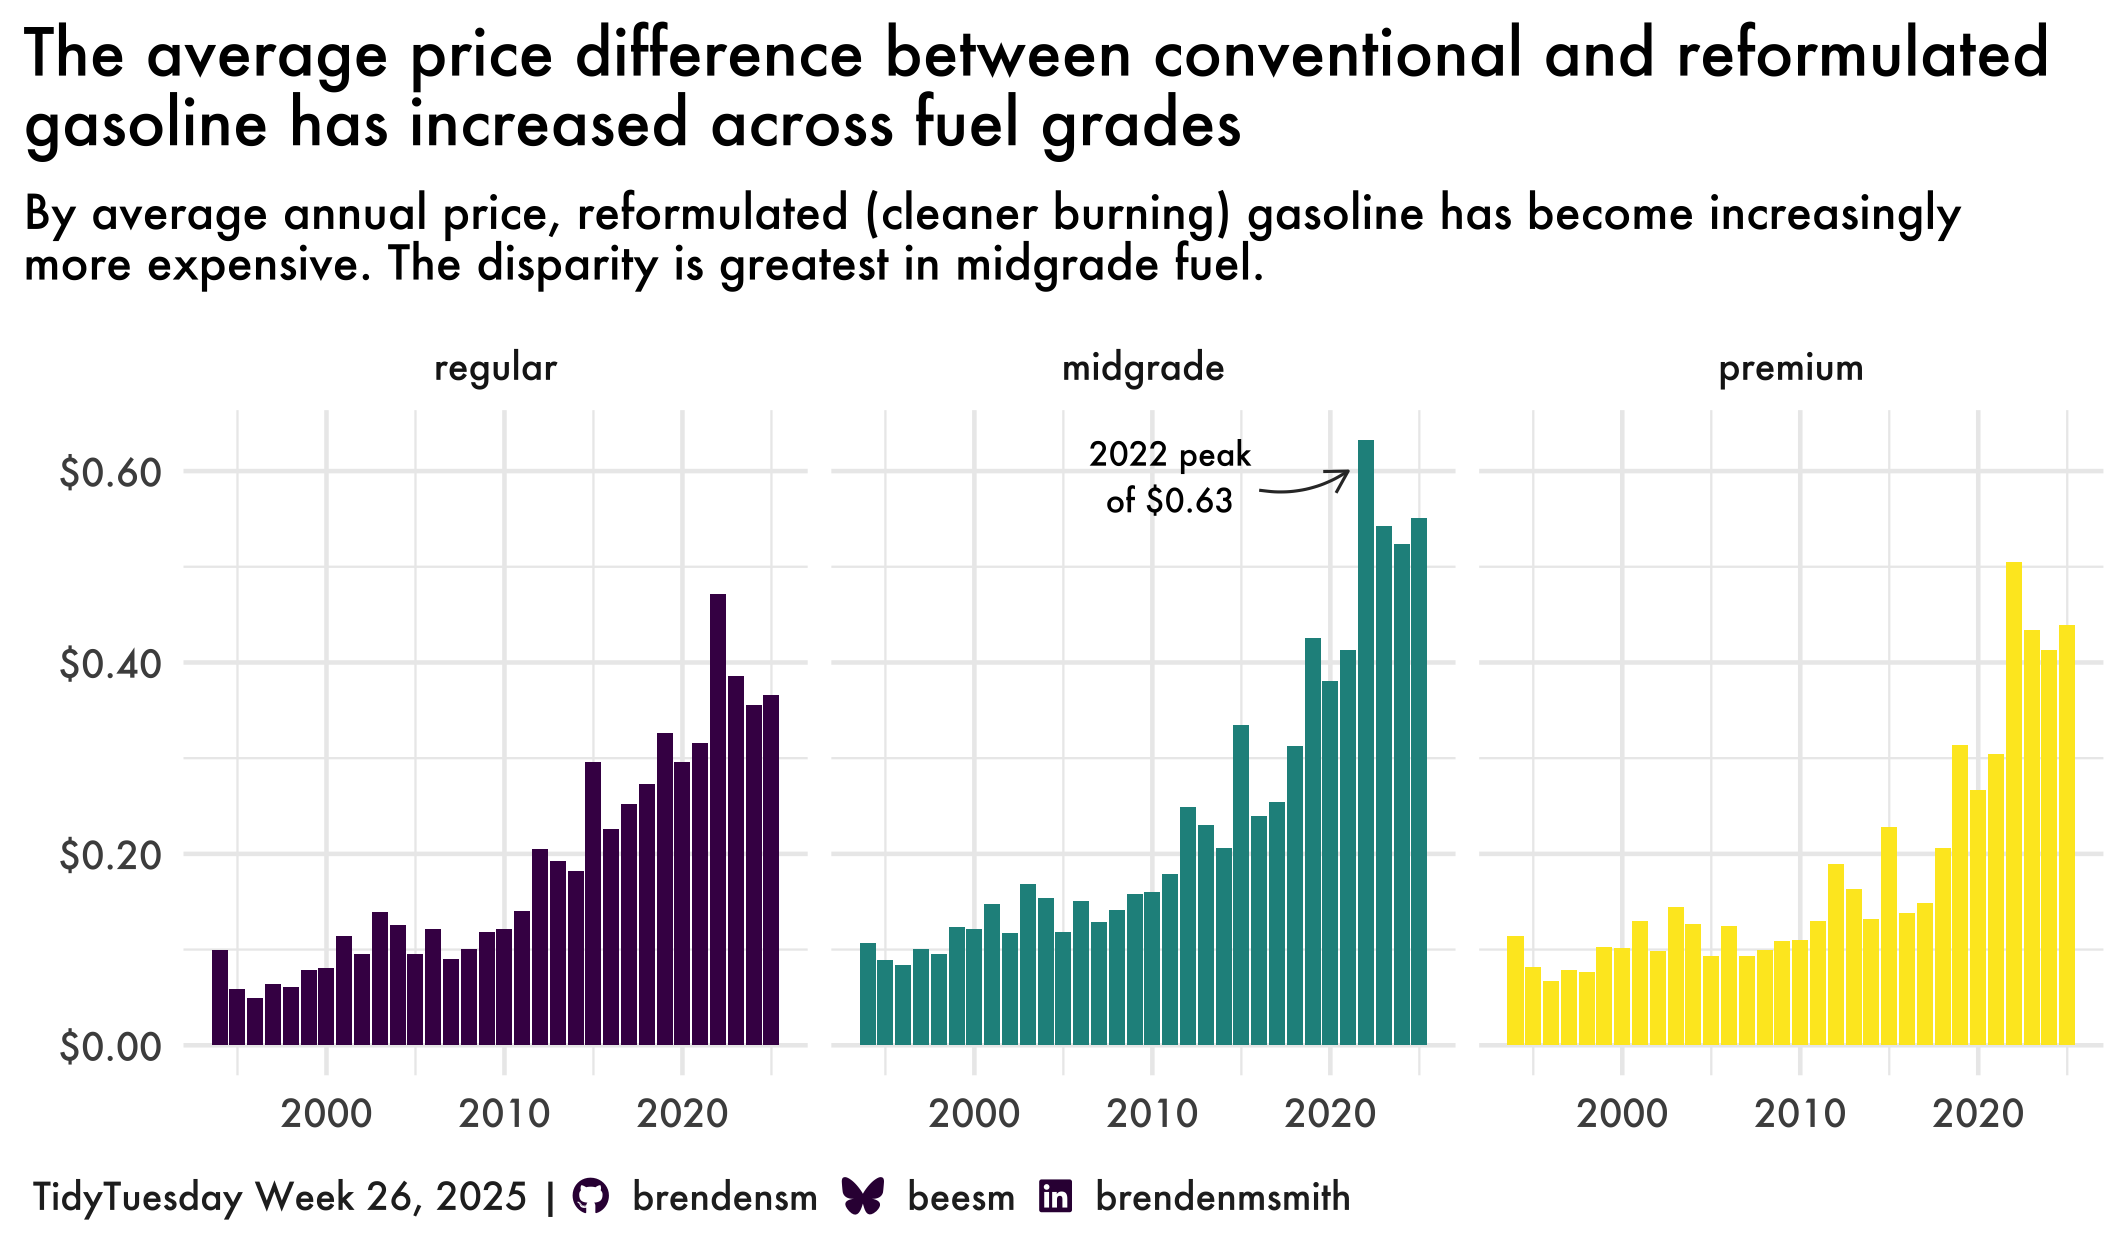 The average price difference between conventional and reformulated
gasoline has increased across fuel grades
By average annual price, reformulated (cleaner burning) gasoline has become increasingly
more expensive. The disparity is greatest in midgrade fuel.
regular
midgrade
premium
2022 peak
of $0.63
$0.60
$0.40
$0.20
$0.00
2000 2010 2020
2000 2010 2020
2000 2010 2020
TidyTuesday Week 26, 2025 | brendensm beesm in brendenmsmith